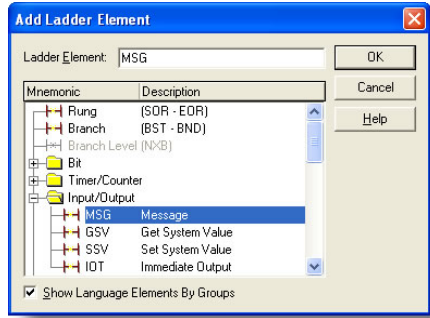 Add Ladder Element
Ladder Element: MSG
OK
Cancel
Help
Mnemonic Description
Rung (SOR - EOR)
Branch (BST - BND)
Branch Level (NXB)
Bit
Timer/Counter
Input/Output
MSG Message
GSV Get System Value
SSV Set System Value
IOT Immediate Output
Show Language Elements By Groups